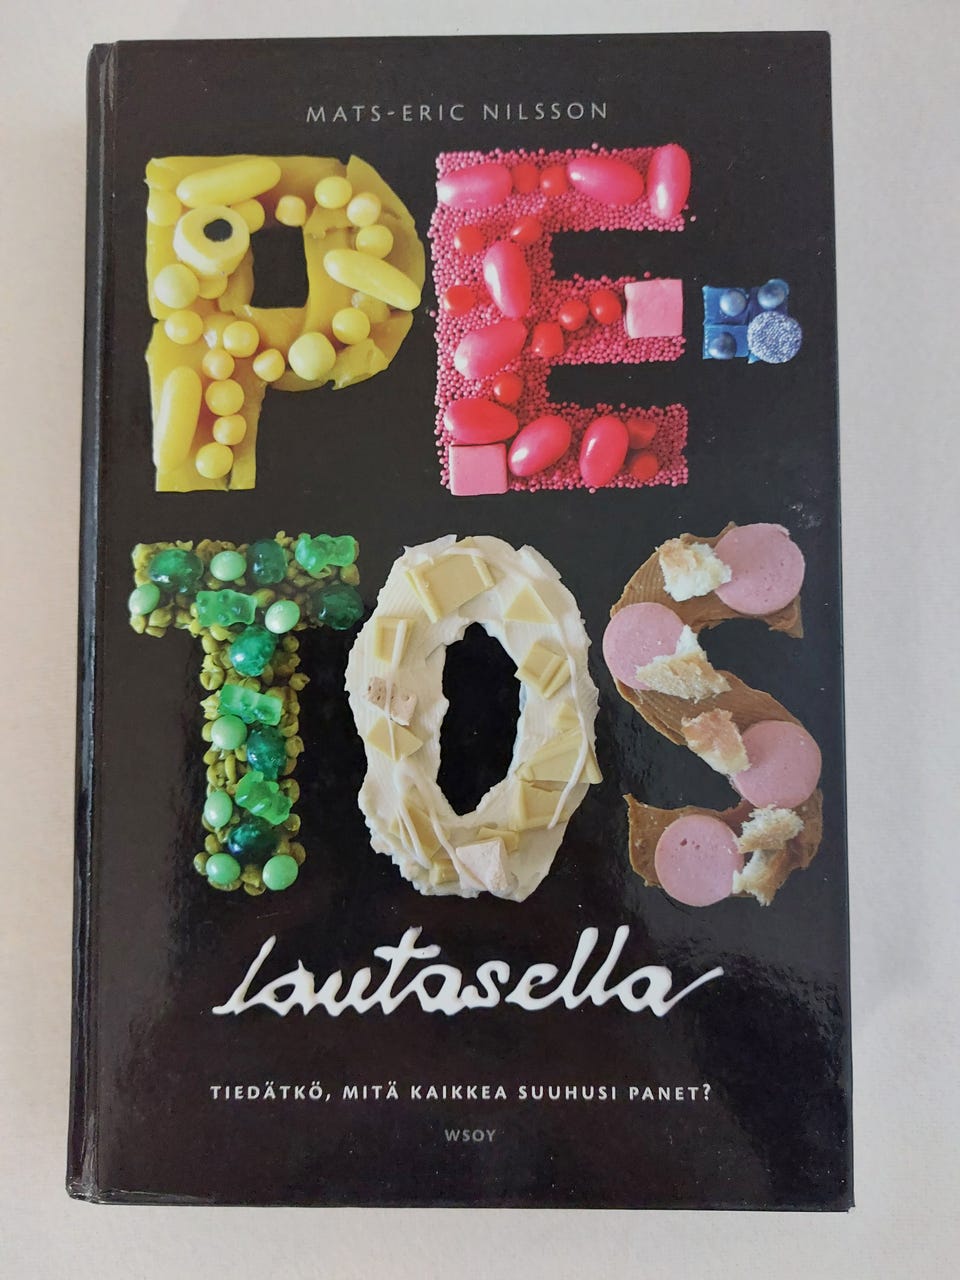 MATS-ERIC NILSSON
PE-
TOS
lautasella
TIEDÄTKÖ, MITÄ KAIKKEA SUUHUSI PANET?
WSOY